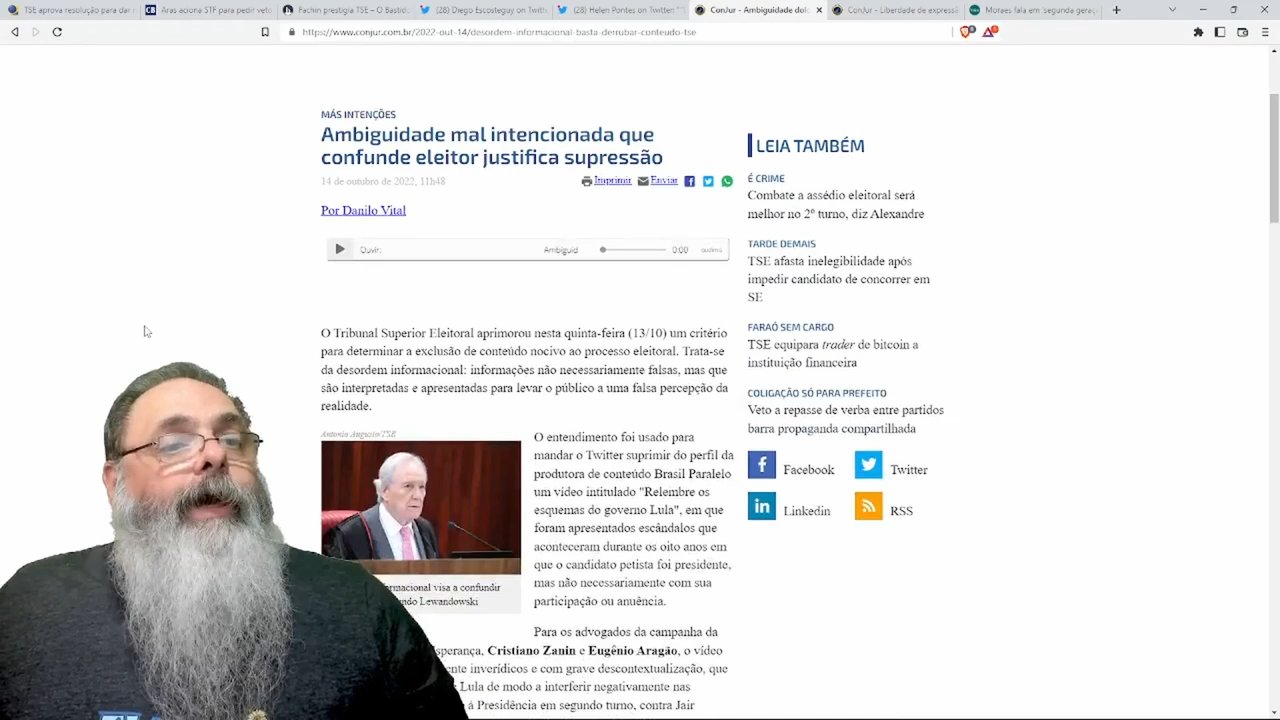 TSE aprova resolução para dar
Aras aciona STF para pedir veto
Fachin prestigia TSE – O Bastid
(28) Diego Escosteguy on Twitt
(28) Helen Pontes on Twitter: "
ConJur - Ambiguidade dol
ConJur - Liberdade de express
Moraes fala em Segunda geraç
https://www.conjur.com.br/2022-out-14/desordem-informacional-basta-derrubar-conteudo-tse
MÁS INTENÇÕES
Ambiguidade mal intencionada que
confunde eleitor justifica supressão
14 de outubro de 2022, 11h48
Imprimir Enviar
Por Danilo Vital
Ouvir: Ambiguid 0:00
O Tribunal Superior Eleitoral aprimorou nesta quinta-feira (13/10) um critério
para determinar a exclusão de conteúdo nocivo ao processo eleitoral. Trata-se
da desordem informacional: informações não necessariamente falsas, mas que
são interpretadas e apresentadas para levar o público a uma falsa percepção da
realidade.
Antonio Augusto/TSE
O entendimento foi usado para
mandar o Twitter suprimir do perfil da
produtora de conteúdo Brasil Paralelo
um vídeo intitulado "Relembre os
esquemas do governo Lula", em que
foram apresentados escândalos que
aconteceram durante os oito anos em
que o candidato petista foi presidente,
mas não necessariamente com sua
participação ou anuência.
rmacional visa a confundir
ndo Lewandowski
Para os advogados da campanha da
sperança, Cristiano Zanin e Eugênio Aragão, o vídeo
ente inverídicos e com grave descontextualização, que
Lula de modo a interferir negativamente nas
à Presidência em segundo turno, contra Jair
LEIA TAMBÉM
É CRIME
Combate a assédio eleitoral será
melhor no 2º turno, diz Alexandre
TARDE DEMAIS
TSE afasta inelegibilidade após
impedir candidato de concorrer em
SE
FARAÓ SEM CARGO
TSE equipara trader de bitcoin a
instituição financeira
COLIGAÇÃO SÓ PARA PREFEITO
Veto a repasse de verba entre partidos
barra propaganda compartilhada
Facebook Twitter
Linkedin RSS